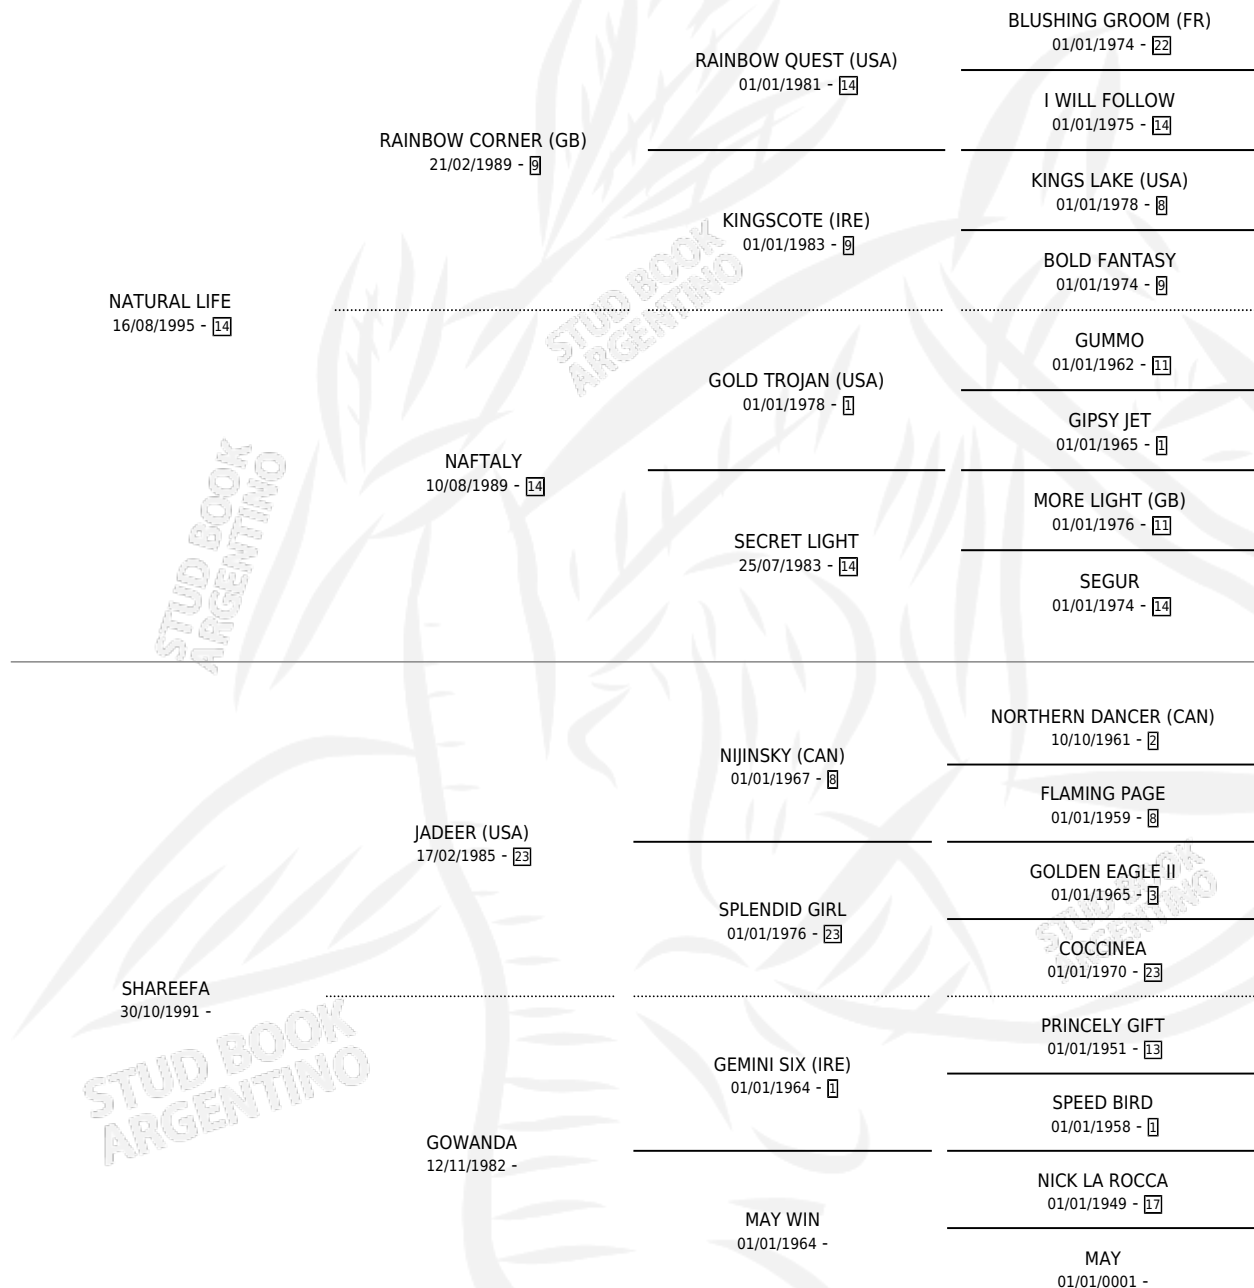 BLUSHING GROOM (FR)
01/01/1974 - 22
RAINBOW QUEST (USA)
01/01/1981 - 14
I WILL FOLLOW
01/01/1975 - 14
RAINBOW CORNER (GB)
21/02/1989 - 9
KINGS LAKE (USA)
01/01/1978 - 8
KINGSCOTE (IRE)
01/01/1983 - 9
BOLD FANTASY
01/01/1974 - 9
NATURAL LIFE
16/08/1995 - 14
GUMMO
01/01/1962 - 11
GOLD TROJAN (USA)
01/01/1978 - 1
GIPSY JET
01/01/1965 - 1
NAFTALY
10/08/1989 - 14
MORE LIGHT (GB)
01/01/1976 - 11
SECRET LIGHT
25/07/1983 - 14
SEGUR
01/01/1974 - 14
NORTHERN DANCER (CAN)
10/10/1961 - 2
NIJINSKY (CAN)
01/01/1967 - 8
FLAMING PAGE
01/01/1959 - 8
JADEER (USA)
17/02/1985 - 23
GOLDEN EAGLE II
01/01/1965 - 3
SPLENDID GIRL
01/01/1976 - 23
COCCINEA
01/01/1970 - 23
SHAREEFA
30/10/1991 -
PRINCELY GIFT
01/01/1951 - 13
GEMINI SIX (IRE)
01/01/1964 - 1
SPEED BIRD
01/01/1958 - 1
GOWANDA
12/11/1982 -
NICK LA ROCCA
01/01/1949 - 17
MAY WIN
01/01/1964 -
MAY
01/01/0001 -
STUD BOOK
ARGENTINO
STUD BOOK
ARGENTINO
STUD BOOK
ARGENTINO
STUD BOOK
ARGENTINO